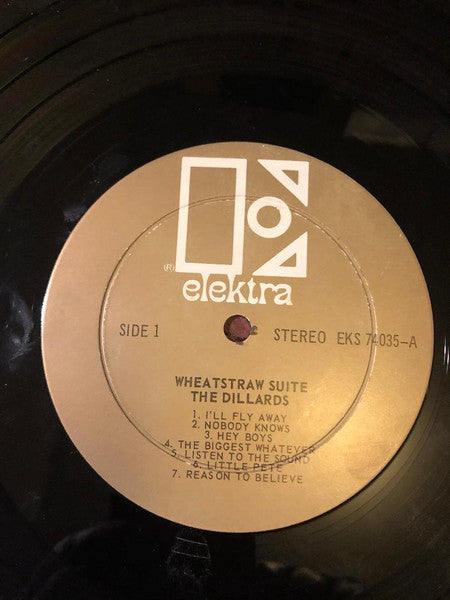 (R)
elektra
SIDE 1
STEREO EKS 74035-A
WHEATSTRAW SUITE
THE DILLARDS
1. I'LL FLY AWAY
2. NOBODY KNOWS
3. HEY BOYS
4. THE BIGGEST WHATEVER
5. LISTEN TO THE SOUND
6. LITTLE PETE
7. REASON TO BELIEVE